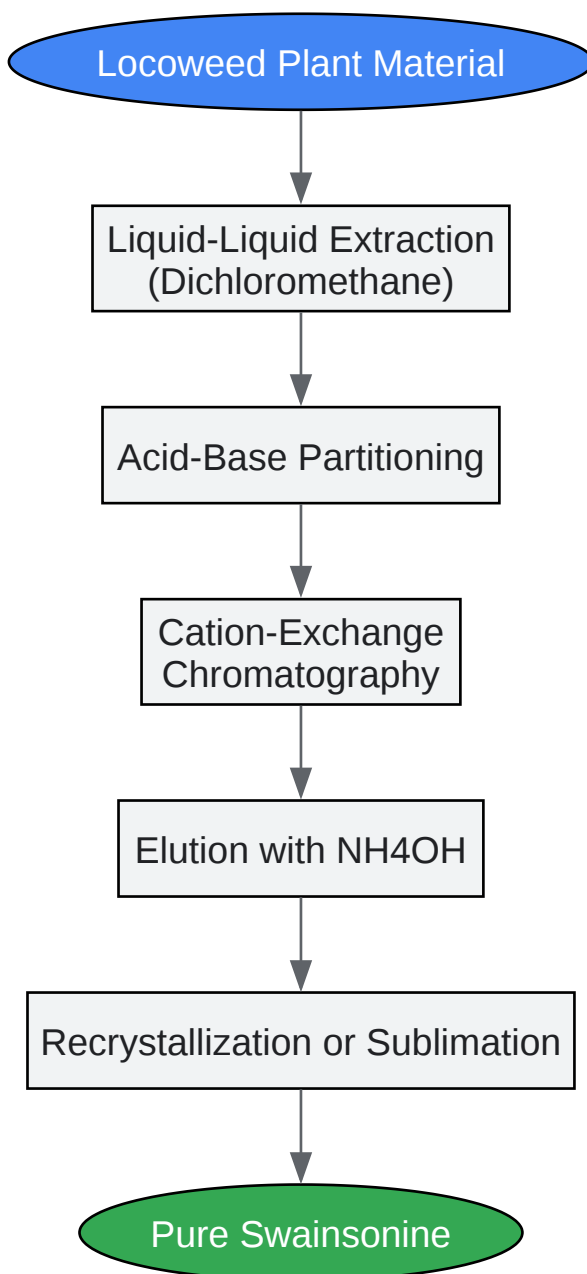 Locoweed Plant Material
Liquid-Liquid Extraction
(Dichloromethane)
Acid-Base Partitioning
Cation-Exchange
Chromatography
Elution with NH4OH
Recrystallization or Sublimation
Pure Swainsonine